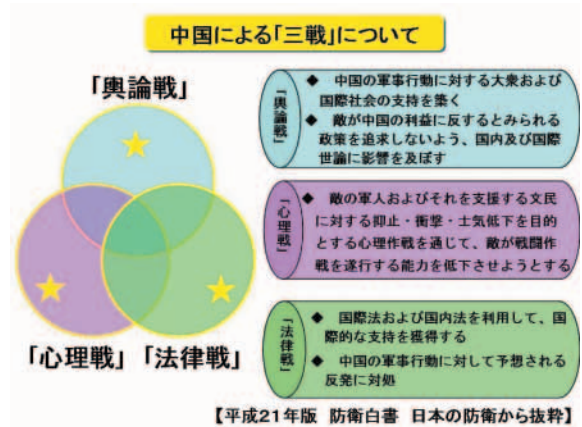 中国による「三戦」について
「輿論戦」
「心理戦」
「法律戦」
「輿論戦」
◆ 中国の軍事行動に対する大衆および
国際社会の支持を築く
◆ 敵が中国の利益に反するとみられる
政策を追求しないよう、国内及び国際
世論に影響を及ぼす
「心理戦」
◆ 敵の軍人およびそれを支援する文民
に対する抑止・衝撃・士気低下を目的
とする心理作戦を通じて、敵が戦闘作
戦を遂行する能力を低下させようとする
「法律戦」
◆ 国際法および国内法を利用して、国
際的な支持を獲得する
◆ 中国の軍事行動に対して予想される
反発に対処
【平成21年版 防衛白書 日本の防衛から抜粋】